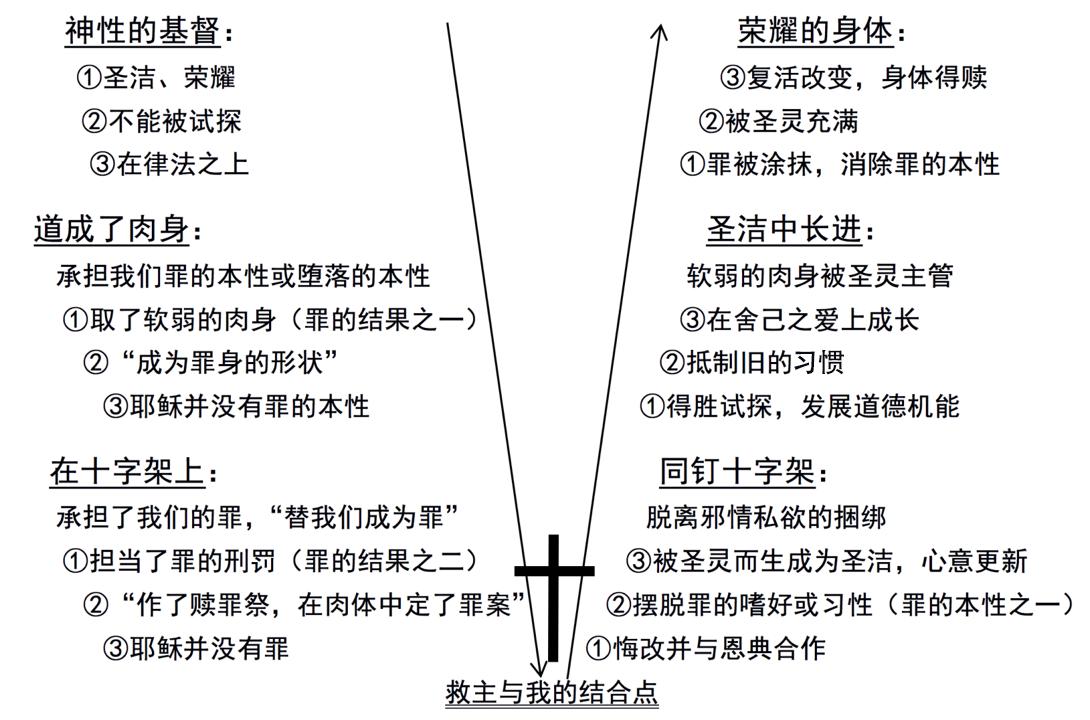 神性的基督：
①圣洁、荣耀
②不能被试探
③在律法之上
道成了肉身：
承担我们罪的本性或堕落的本性
①取了软弱的肉身（罪的结果之一）
②“成为罪身的形状”
③耶稣并没有罪的本性
在十字架上：
承担了我们的罪，“替我们成为罪”
①担当了罪的刑罚（罪的结果之二）
②“作了赎罪祭，在肉体中定了罪案”
③耶稣并没有罪
荣耀的身体：
③复活改变，身体得赎
②被圣灵充满
①罪被涂抹，消除罪的本性
圣洁中长进：
软弱的肉身被圣灵主管
③在舍己之爱上成长
②抵制旧的习惯
①得胜试探，发展道德机能
同钉十字架：
脱离邪情私欲的捆绑
③被圣灵而生成为圣洁，心意更新
②摆脱罪的嗜好或习性（罪的本性之一）
①悔改并与恩典合作
救主与我的结合点